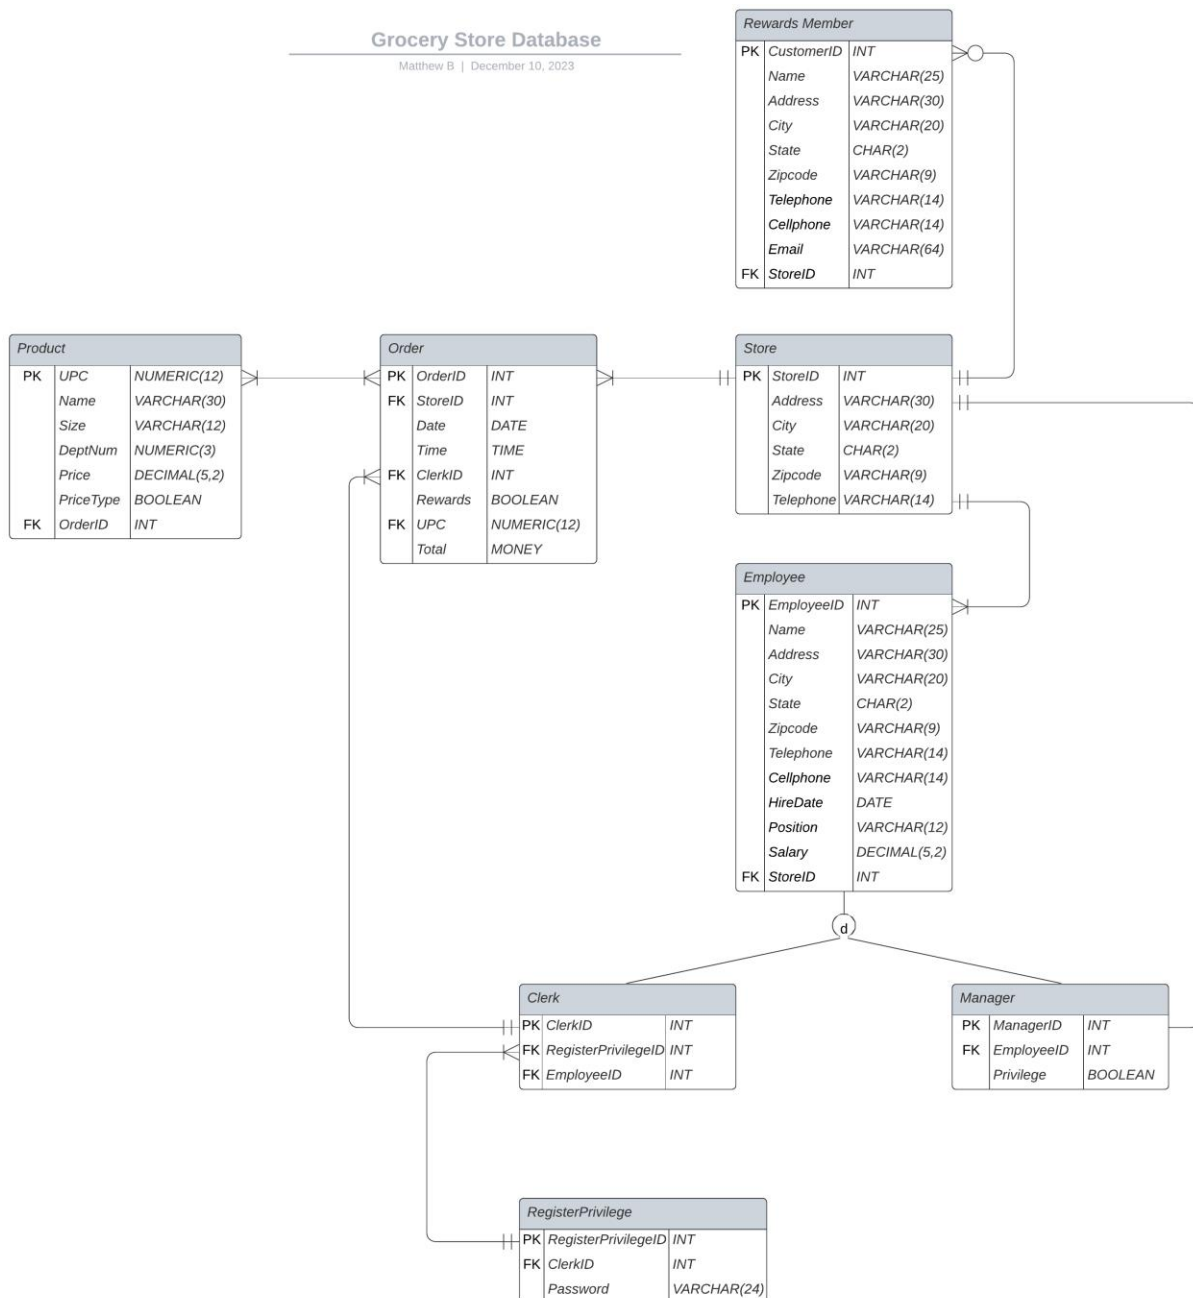 Grocery Store Database
Matthew B | December 10, 2023
Rewards Member
PK CustomerID INT
Name VARCHAR(25)
Address VARCHAR(30)
City VARCHAR(20)
State CHAR(2)
Zipcode VARCHAR(9)
Telephone VARCHAR(14)
Cellphone VARCHAR(14)
Email VARCHAR(64)
FK StoreID INT
Product
PK UPC NUMERIC(12)
Name VARCHAR(30)
Size VARCHAR(12)
DeptNum NUMERIC(3)
Price DECIMAL(5,2)
PriceType BOOLEAN
FK OrderID INT
Order
PK OrderID INT
FK StoreID INT
Date DATE
Time TIME
FK ClerkID INT
Rewards BOOLEAN
FK UPC NUMERIC(12)
Total MONEY
Store
PK StoreID INT
Address VARCHAR(30)
City VARCHAR(20)
State CHAR(2)
Zipcode VARCHAR(9)
Telephone VARCHAR(14)
Employee
PK EmployeeID INT
Name VARCHAR(25)
Address VARCHAR(30)
City VARCHAR(20)
State CHAR(2)
Zipcode VARCHAR(9)
Telephone VARCHAR(14)
Cellphone VARCHAR(14)
HireDate DATE
Position VARCHAR(12)
Salary DECIMAL(5,2)
FK StoreID INT
d
Clerk
PK ClerkID INT
FK RegisterPrivilegeID INT
FK EmployeeID INT
Manager
PK ManagerID INT
FK EmployeeID INT
Privilege BOOLEAN
RegisterPrivilege
PK RegisterPrivilegeID INT
FK ClerkID INT
Password VARCHAR(24)